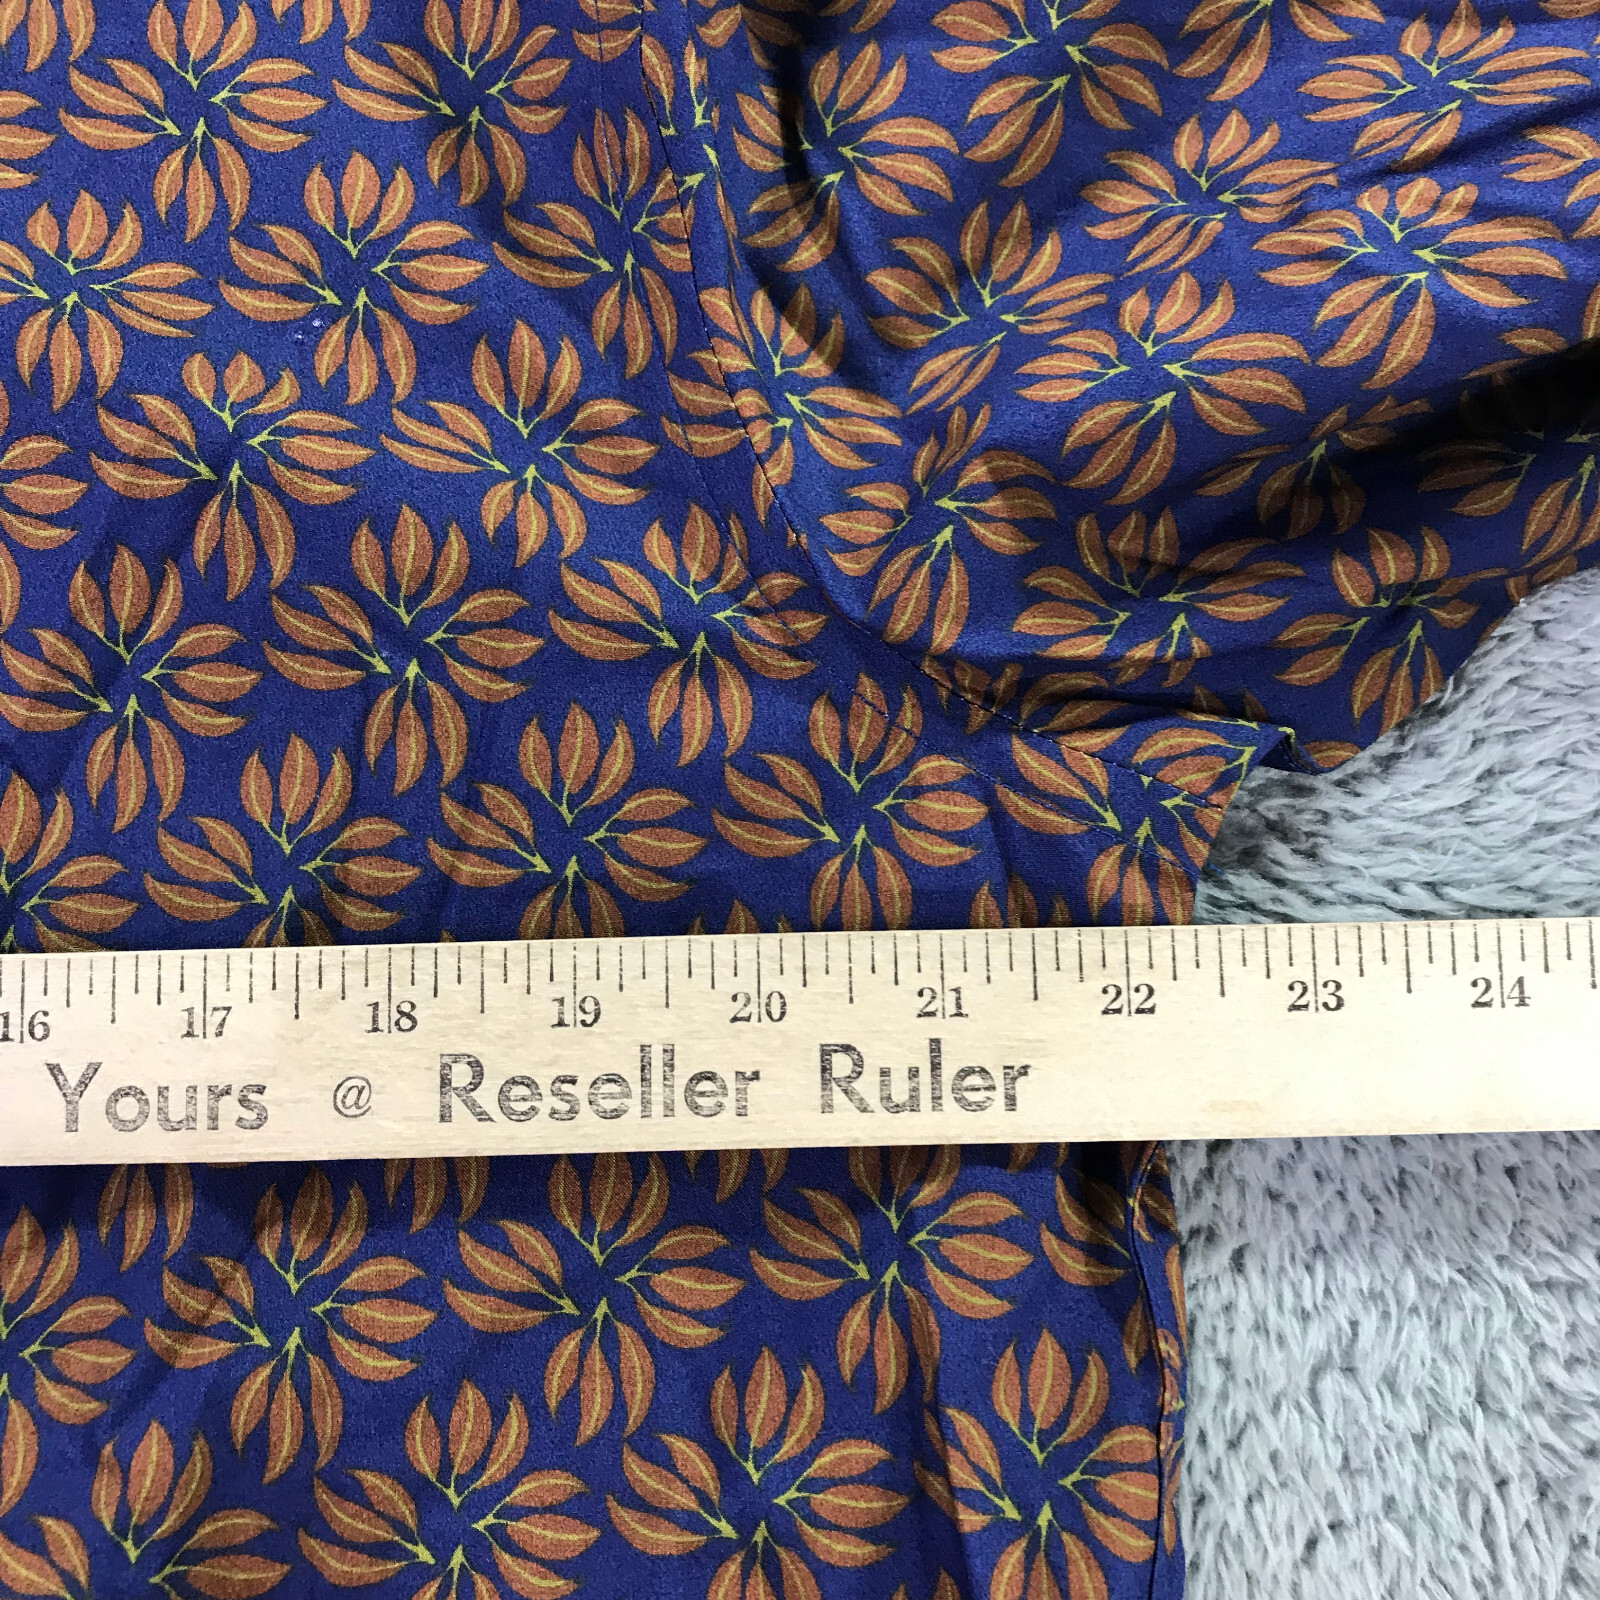 16 17 18 19 20 21 22 23 24
Yours @ Reseller Ruler